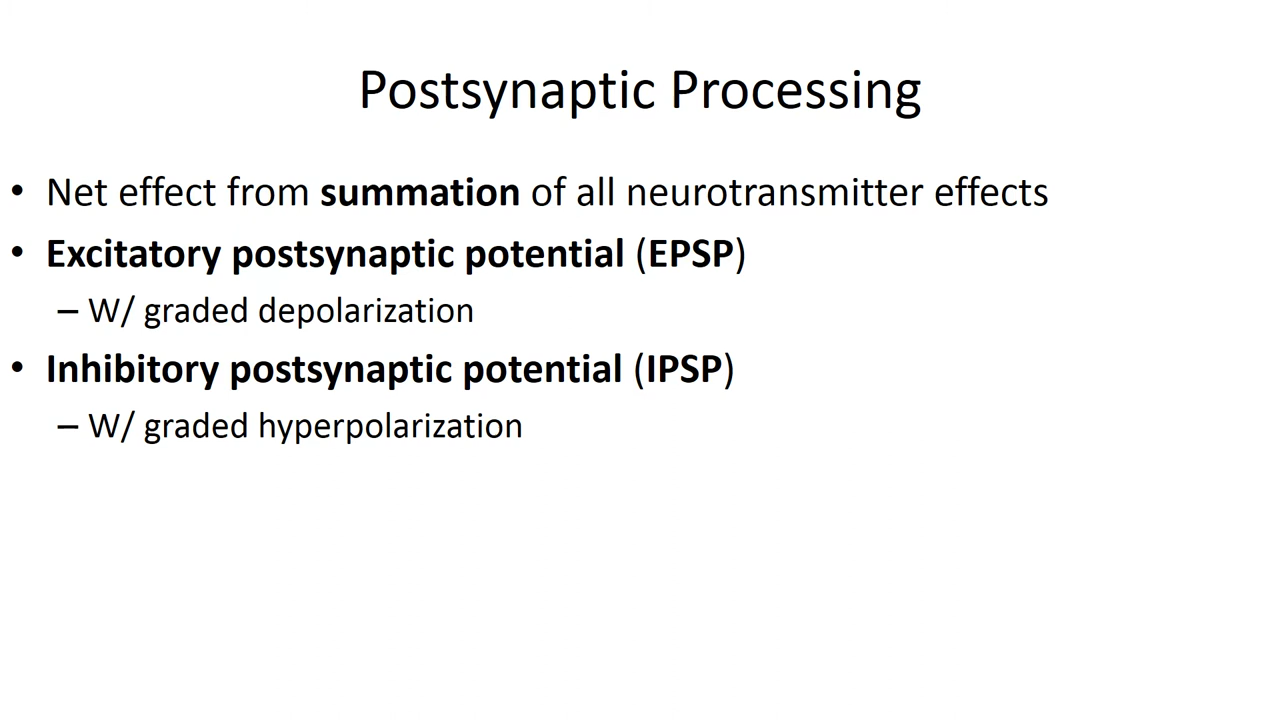 Postsynaptic Processing
• Net effect from summation of all neurotransmitter effects
• Excitatory postsynaptic potential (EPSP)
– W/ graded depolarization
• Inhibitory postsynaptic potential (IPSP)
– W/ graded hyperpolarization